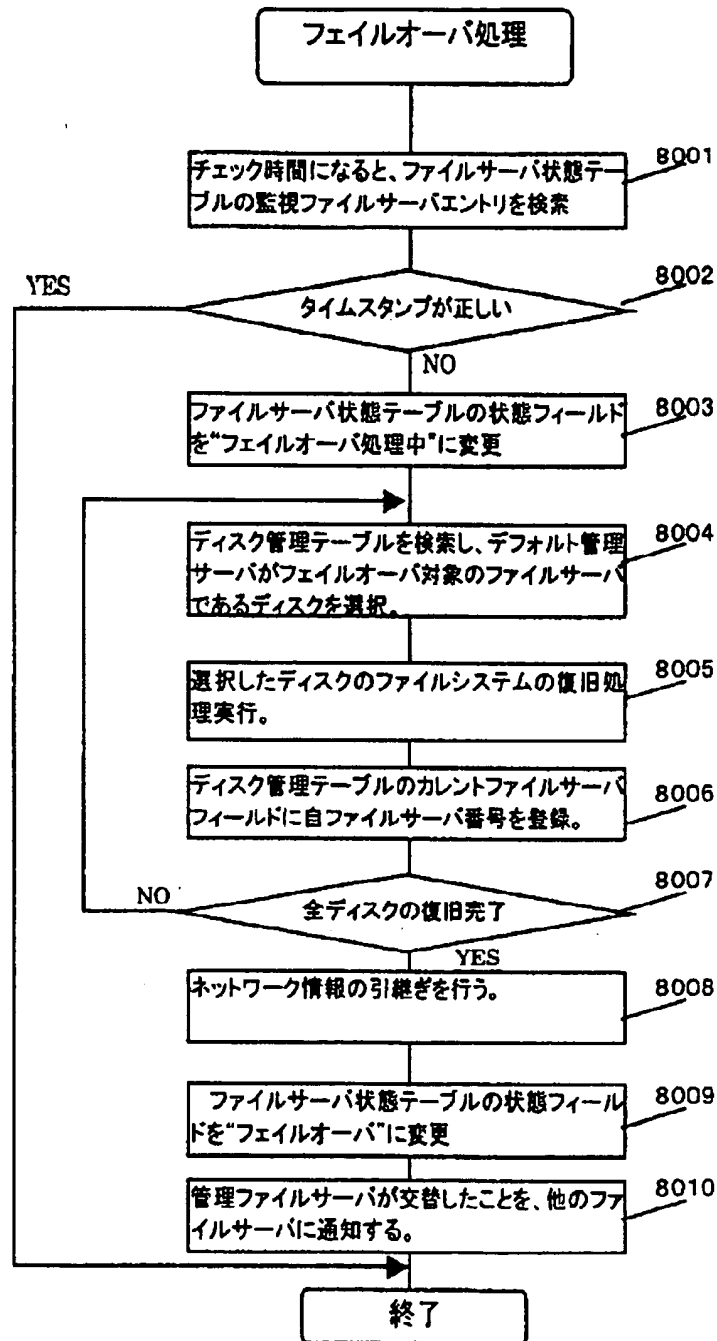 フェイルオーバ処理
8001
チェック時間になると、ファイルサーバ状態テー
ブルの監視ファイルサーバエントリを検索
8002
YES
タイムスタンプが正しい
NO
8003
ファイルサーバ状態テーブルの状態フィールド
を“フェイルオーバ処理中"に変更
8004
ディスク管理テーブルを検索し、デフォルト管理
サーバがフェイルオーバ対象のファイルサーバ
であるディスクを選択。
8005
選択したディスクのファイルシステムの復旧処
理実行。
8006
ディスク管理テーブルのカレントファイルサーバ
フィールドに自ファイルサーバ番号を登録。
8007
NO
全ディスクの復旧完了
YES
8008
ネットワーク情報の引継ぎを行う。
8009
ファイルサーバ状態テーブルの状態フィール
ドを“フェイルオーバ”に変更
8010
管理ファイルサーバが交替したことを、他のファ
イルサーバに通知する。
終了